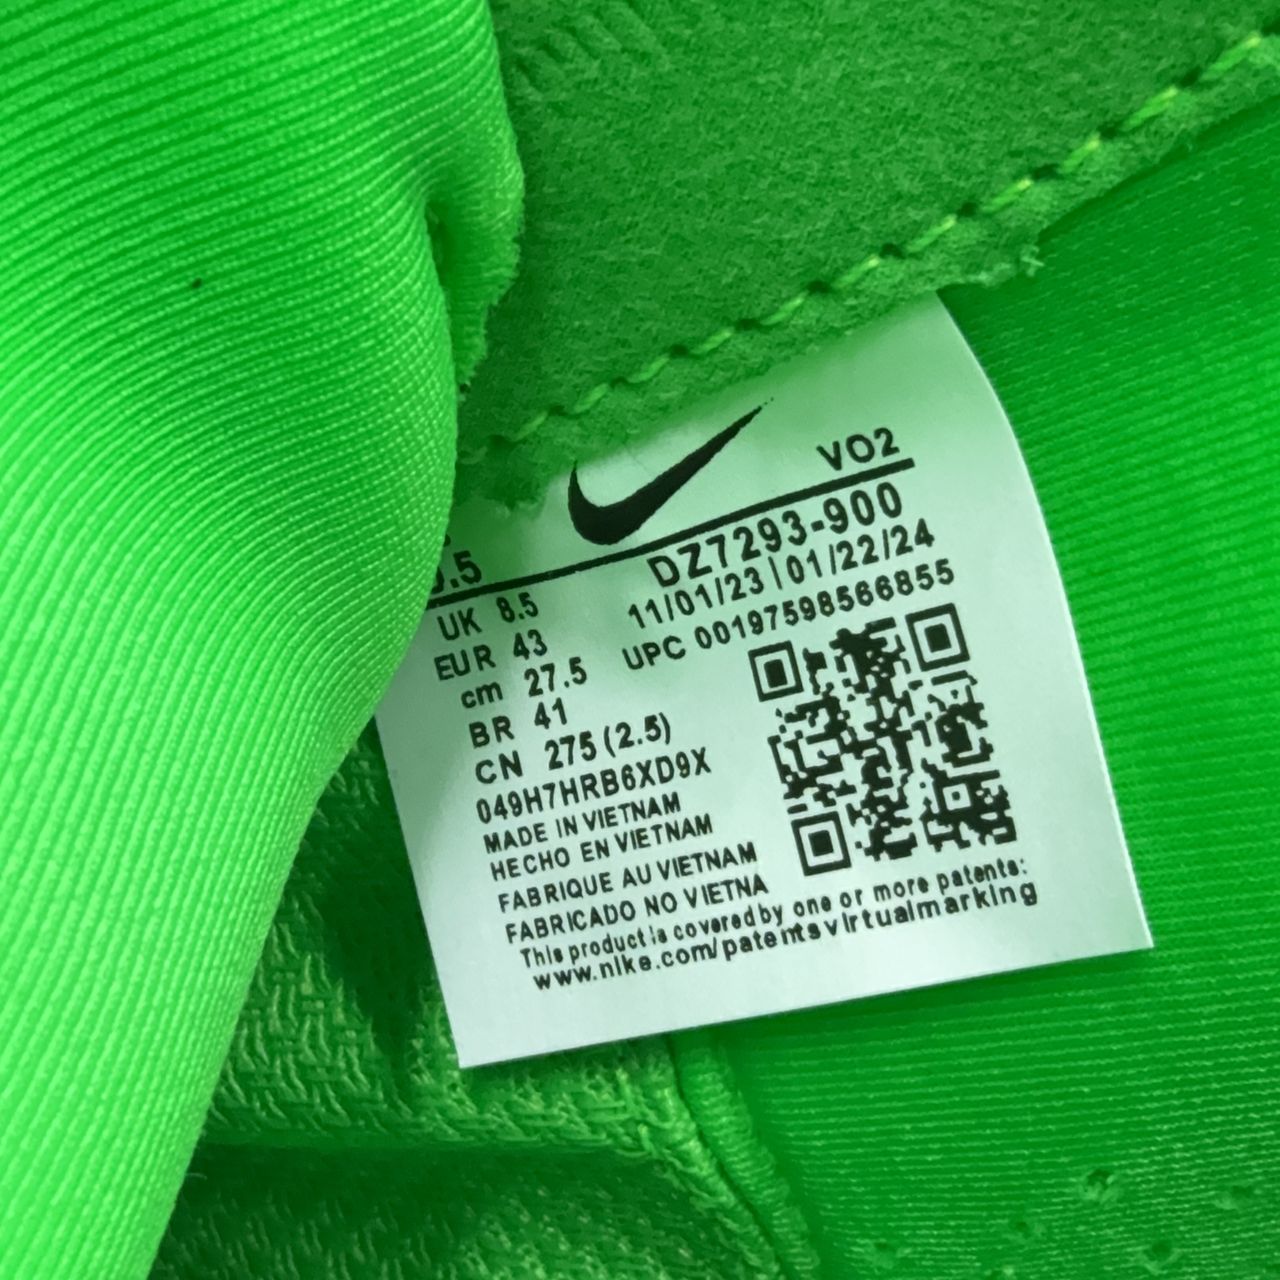 VO2
DZ7293-900
.5
11/01/23 | 01/22/24
UK 8.5
UPC 00197598566855
EUR 43
cm 27.5
BR 41
CN 275 (2.5)
049H7HRB6XD9X
MADE IN VIETNAM
HECHO EN VIETNAM
FABRIQUE AU VIETNAM
FABRICADO NO VIETNA
This product is covered by one or more patents:
www.nike.com/patentsvirtualmarking